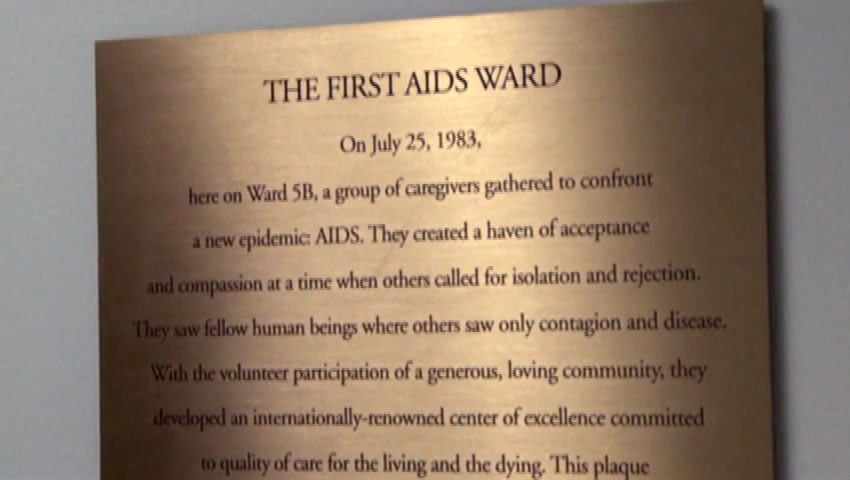 THE FIRST AIDS WARD
On July 25, 1983,
here on Ward 5B, a group of caregivers gathered to confront
a new epidemic: AIDS. They created a haven of acceptance
and compassion at a time when others called for isolation and rejection.
They saw fellow human beings where others saw only contagion and disease.
With the volunteer participation of a generous, loving community, they
developed an internationally-renowned center of excellence committed
to quality of care for the living and the dying. This plaque